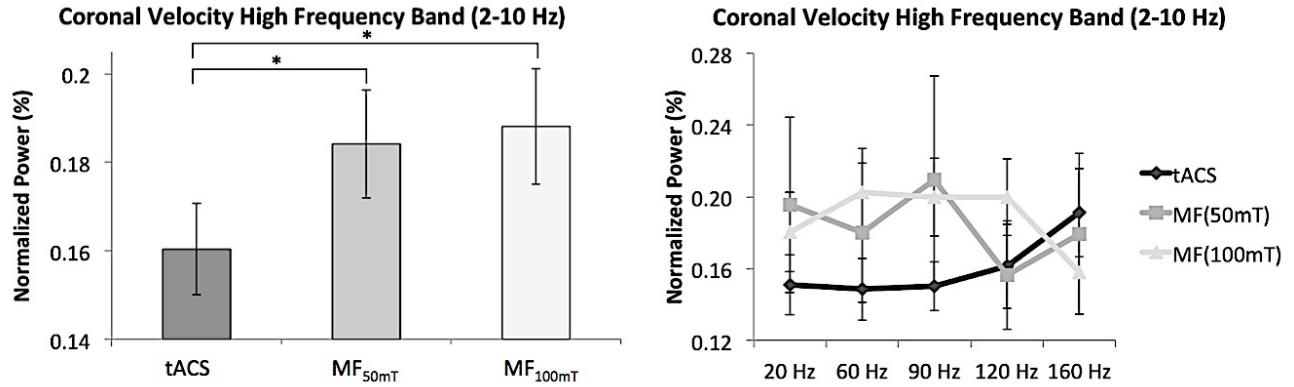 Coronal Velocity High Frequency Band (2-10 Hz)
*
*
Normalized Power (%)
0.2
0.18
0.16
0.14
tACS
MF50mT
MF100mT
Coronal Velocity High Frequency Band (2-10 Hz)
Normalized Power (%)
0.28
0.24
0.20
0.16
0.12
20 Hz 60 Hz 90 Hz 120 Hz 160 Hz
tACS
MF(50mT)
MF(100mT)